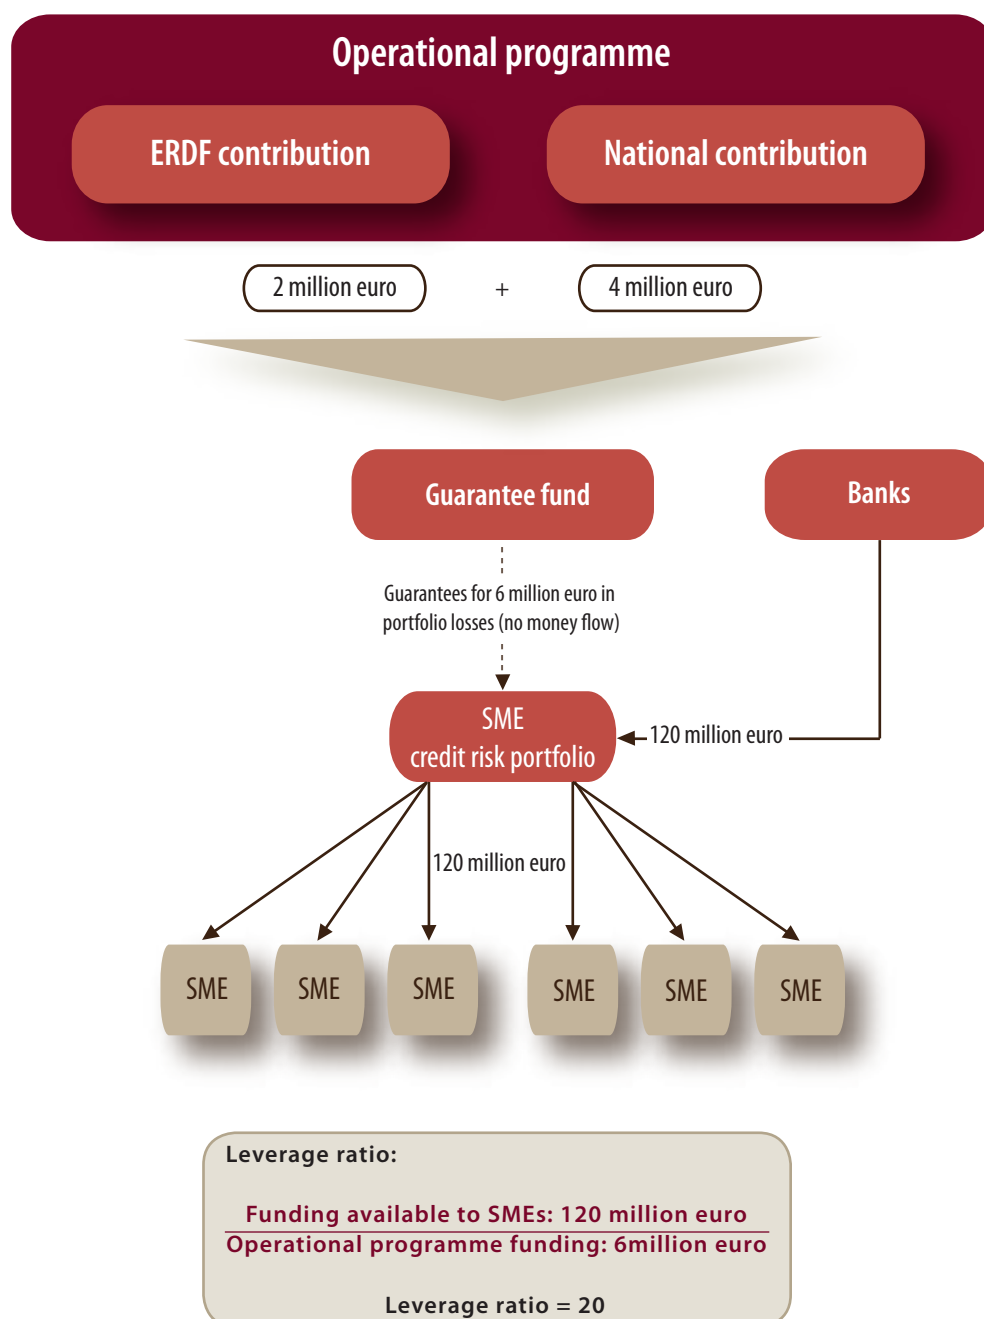 Operational programme
ERDF contribution
National contribution
2 million euro
+
4 million euro
Guarantee fund
Banks
Guarantees for 6 million euro in
portfolio losses (no money flow)
SME
credit risk portfolio
120 million euro
120 million euro
SME
SME
SME
SME
SME
SME
Leverage ratio:
Funding available to SMEs: 120 million euro
Operational programme funding: 6million euro
Leverage ratio = 20